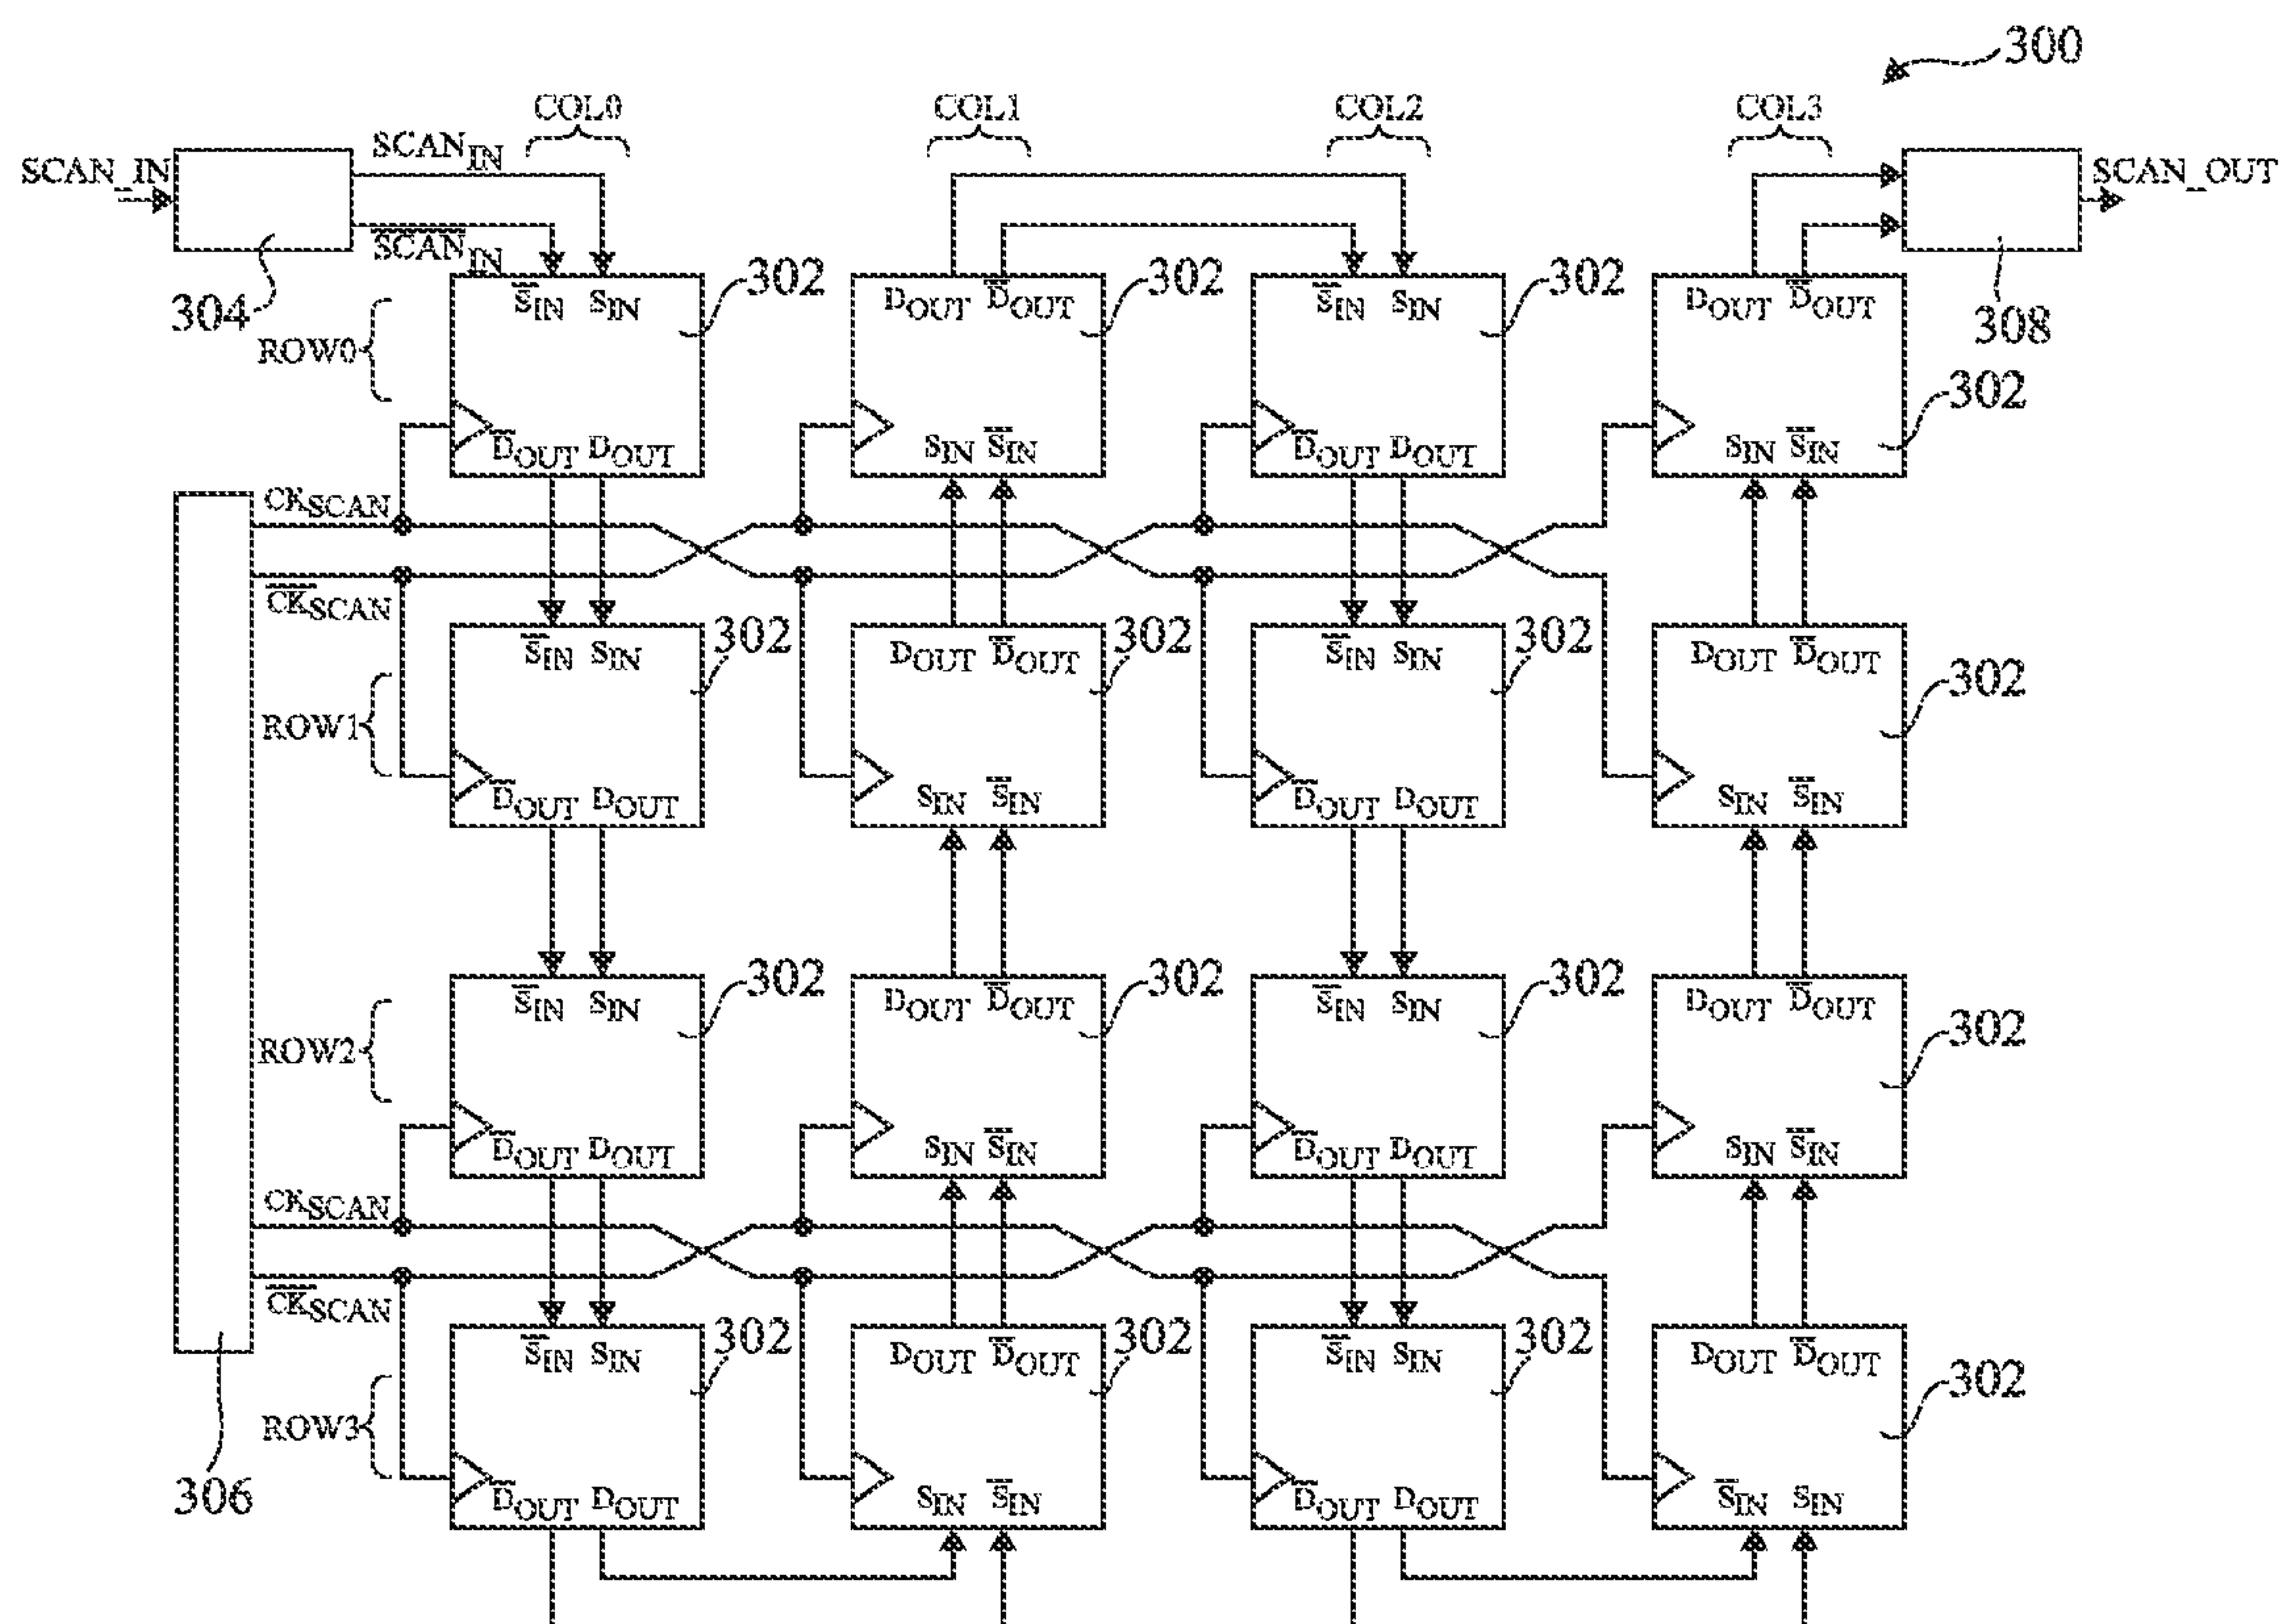 300
COL0 COL1 COL2 COL3
SCAN_IN SCAN_IN S̅C̅A̅N̅_IN SCAN_OUT
304 308
ROW0
S̅IN SIN 302 DOUT D̅OUT 302 S̅IN SIN 302 DOUT D̅OUT 302
D̅OUT DOUT SIN S̅IN D̅OUT DOUT SIN S̅IN
CKSCAN
C̅K̅SCAN
ROW1
S̅IN SIN 302 DOUT D̅OUT 302 S̅IN SIN 302 DOUT D̅OUT 302
D̅OUT DOUT SIN S̅IN D̅OUT DOUT SIN S̅IN
ROW2
S̅IN SIN 302 DOUT D̅OUT 302 S̅IN SIN 302 DOUT D̅OUT 302
D̅OUT DOUT SIN S̅IN D̅OUT DOUT SIN S̅IN
CKSCAN
C̅K̅SCAN
ROW3
S̅IN SIN 302 DOUT D̅OUT 302 S̅IN SIN 302 DOUT D̅OUT 302
D̅OUT DOUT SIN S̅IN D̅OUT DOUT S̅IN SIN
306